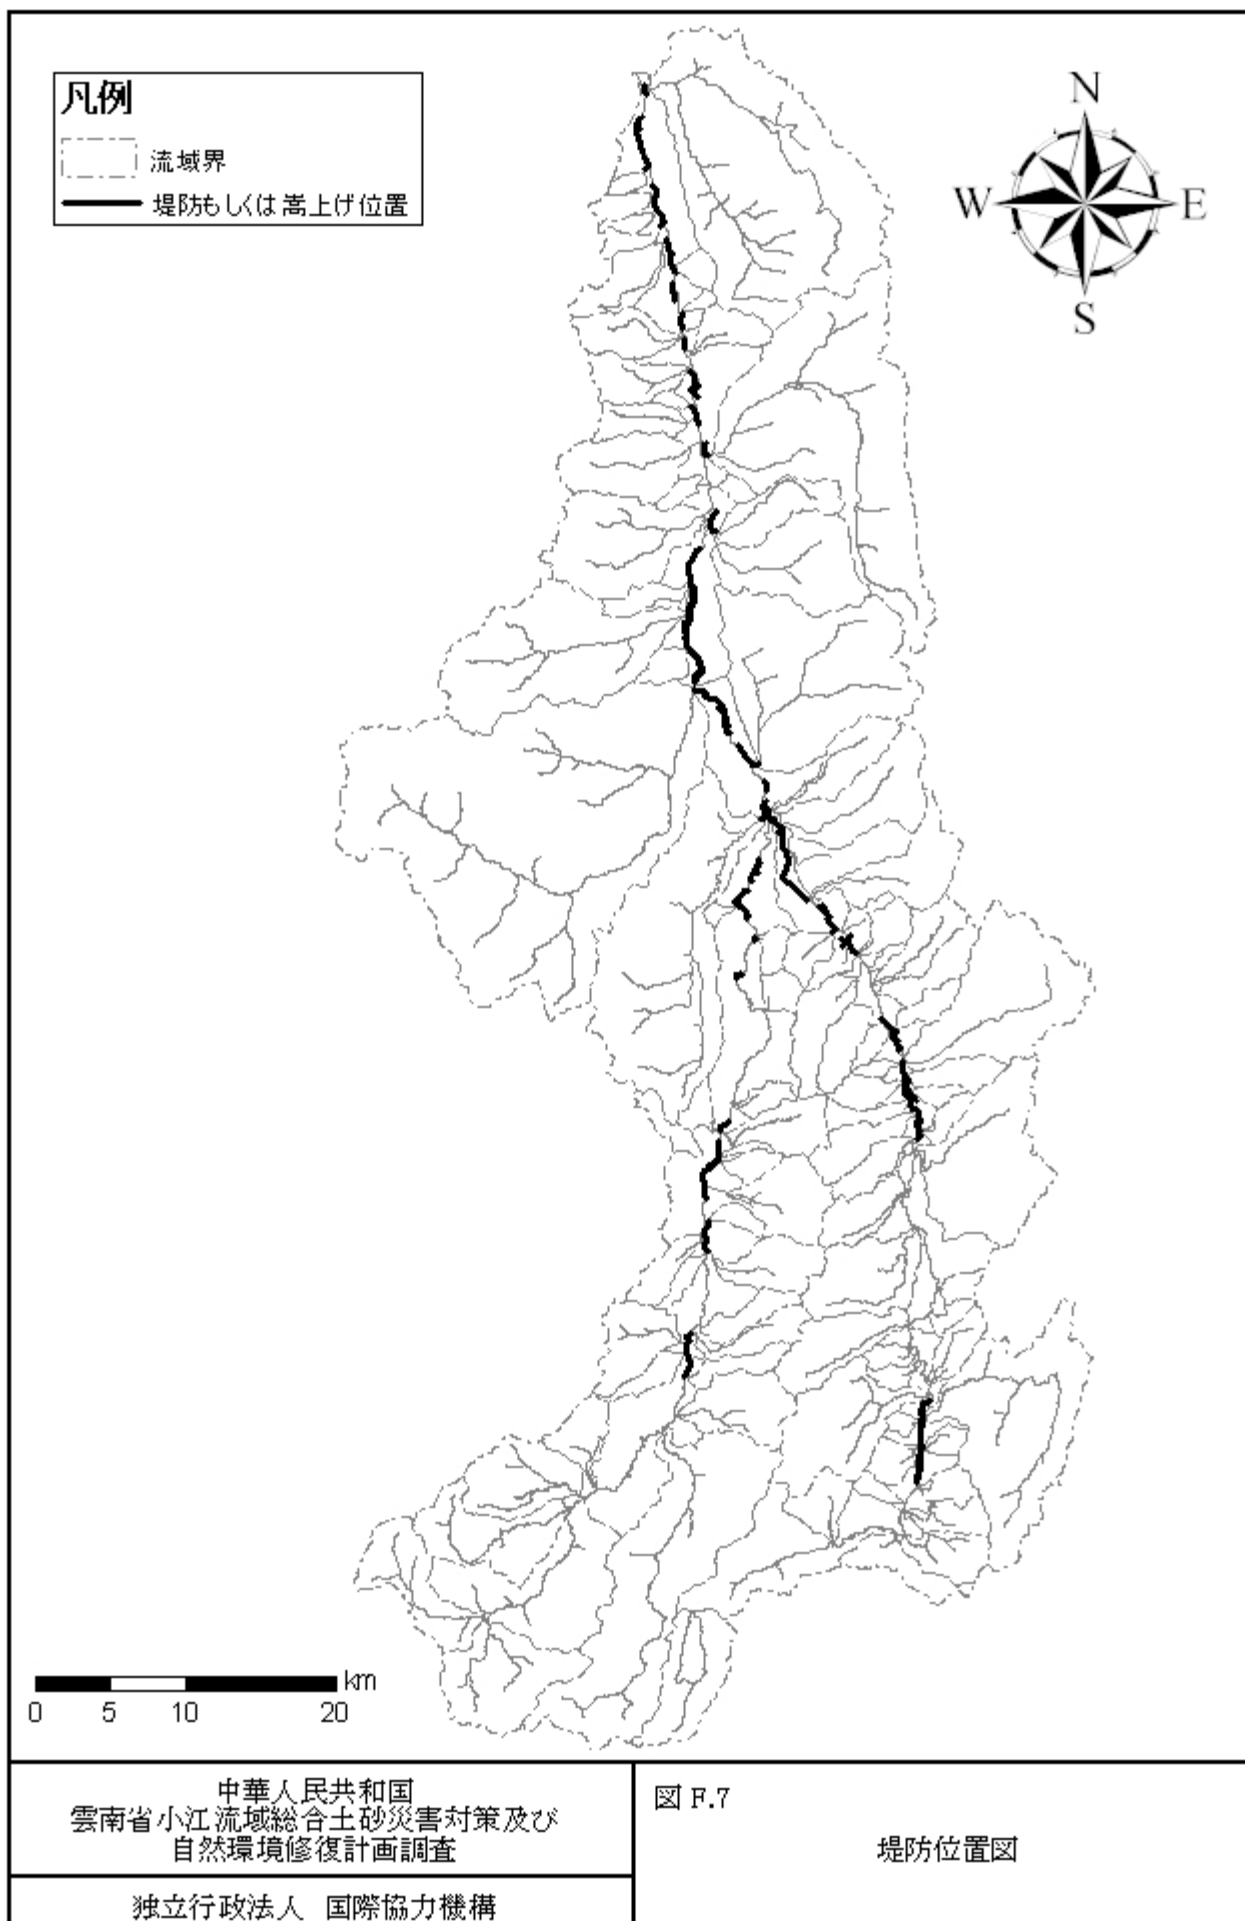 凡例
流域界
堤防もしくは嵩上げ位置
N
W
E
S
km
0 5 10 20
中華人民共和国
雲南省小江流域総合土砂災害対策及び
自然環境修復計画調査
独立行政法人 国際協力機構
図 F.7
堤防位置図